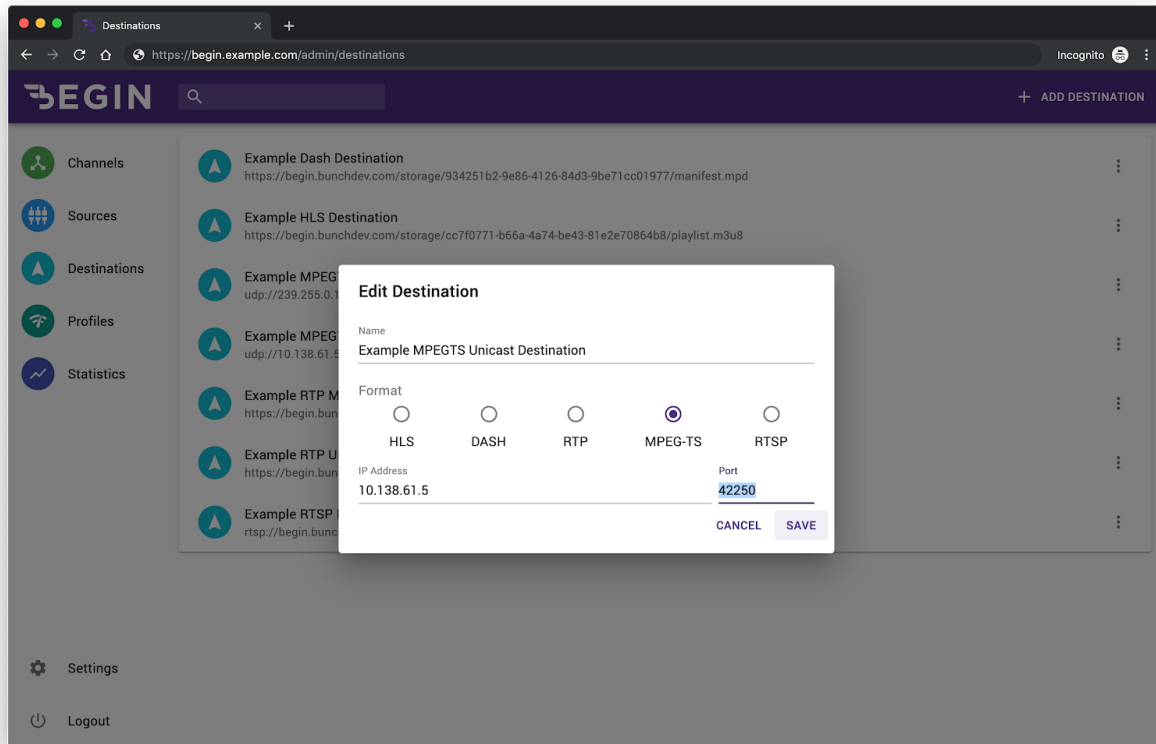 Destinations
https://begin.example.com/admin/destinations
Incognito
BEGIN
ADD DESTINATION
Channels
Sources
Destinations
Profiles
Statistics
Settings
Logout
Example Dash Destination
https://begin.bunchdev.com/storage/934251b2-9e86-4126-84d3-9be71cc01977/manifest.mpd
Example HLS Destination
https://begin.bunchdev.com/storage/cc7f0771-b66a-4a74-be43-81e2e70864b8/playlist.m3u8
Example MPEG
udp://239.255.0.1
Example MPEG
udp://10.138.61.5
Example RTP M
https://begin.bun
Example RTP U
https://begin.bun
Example RTSP
rtsp://begin.bunc
Edit Destination
Name
Example MPEGTS Unicast Destination
Format
HLS DASH RTP MPEG-TS RTSP
IP Address Port
10.138.61.5 42250
CANCEL SAVE